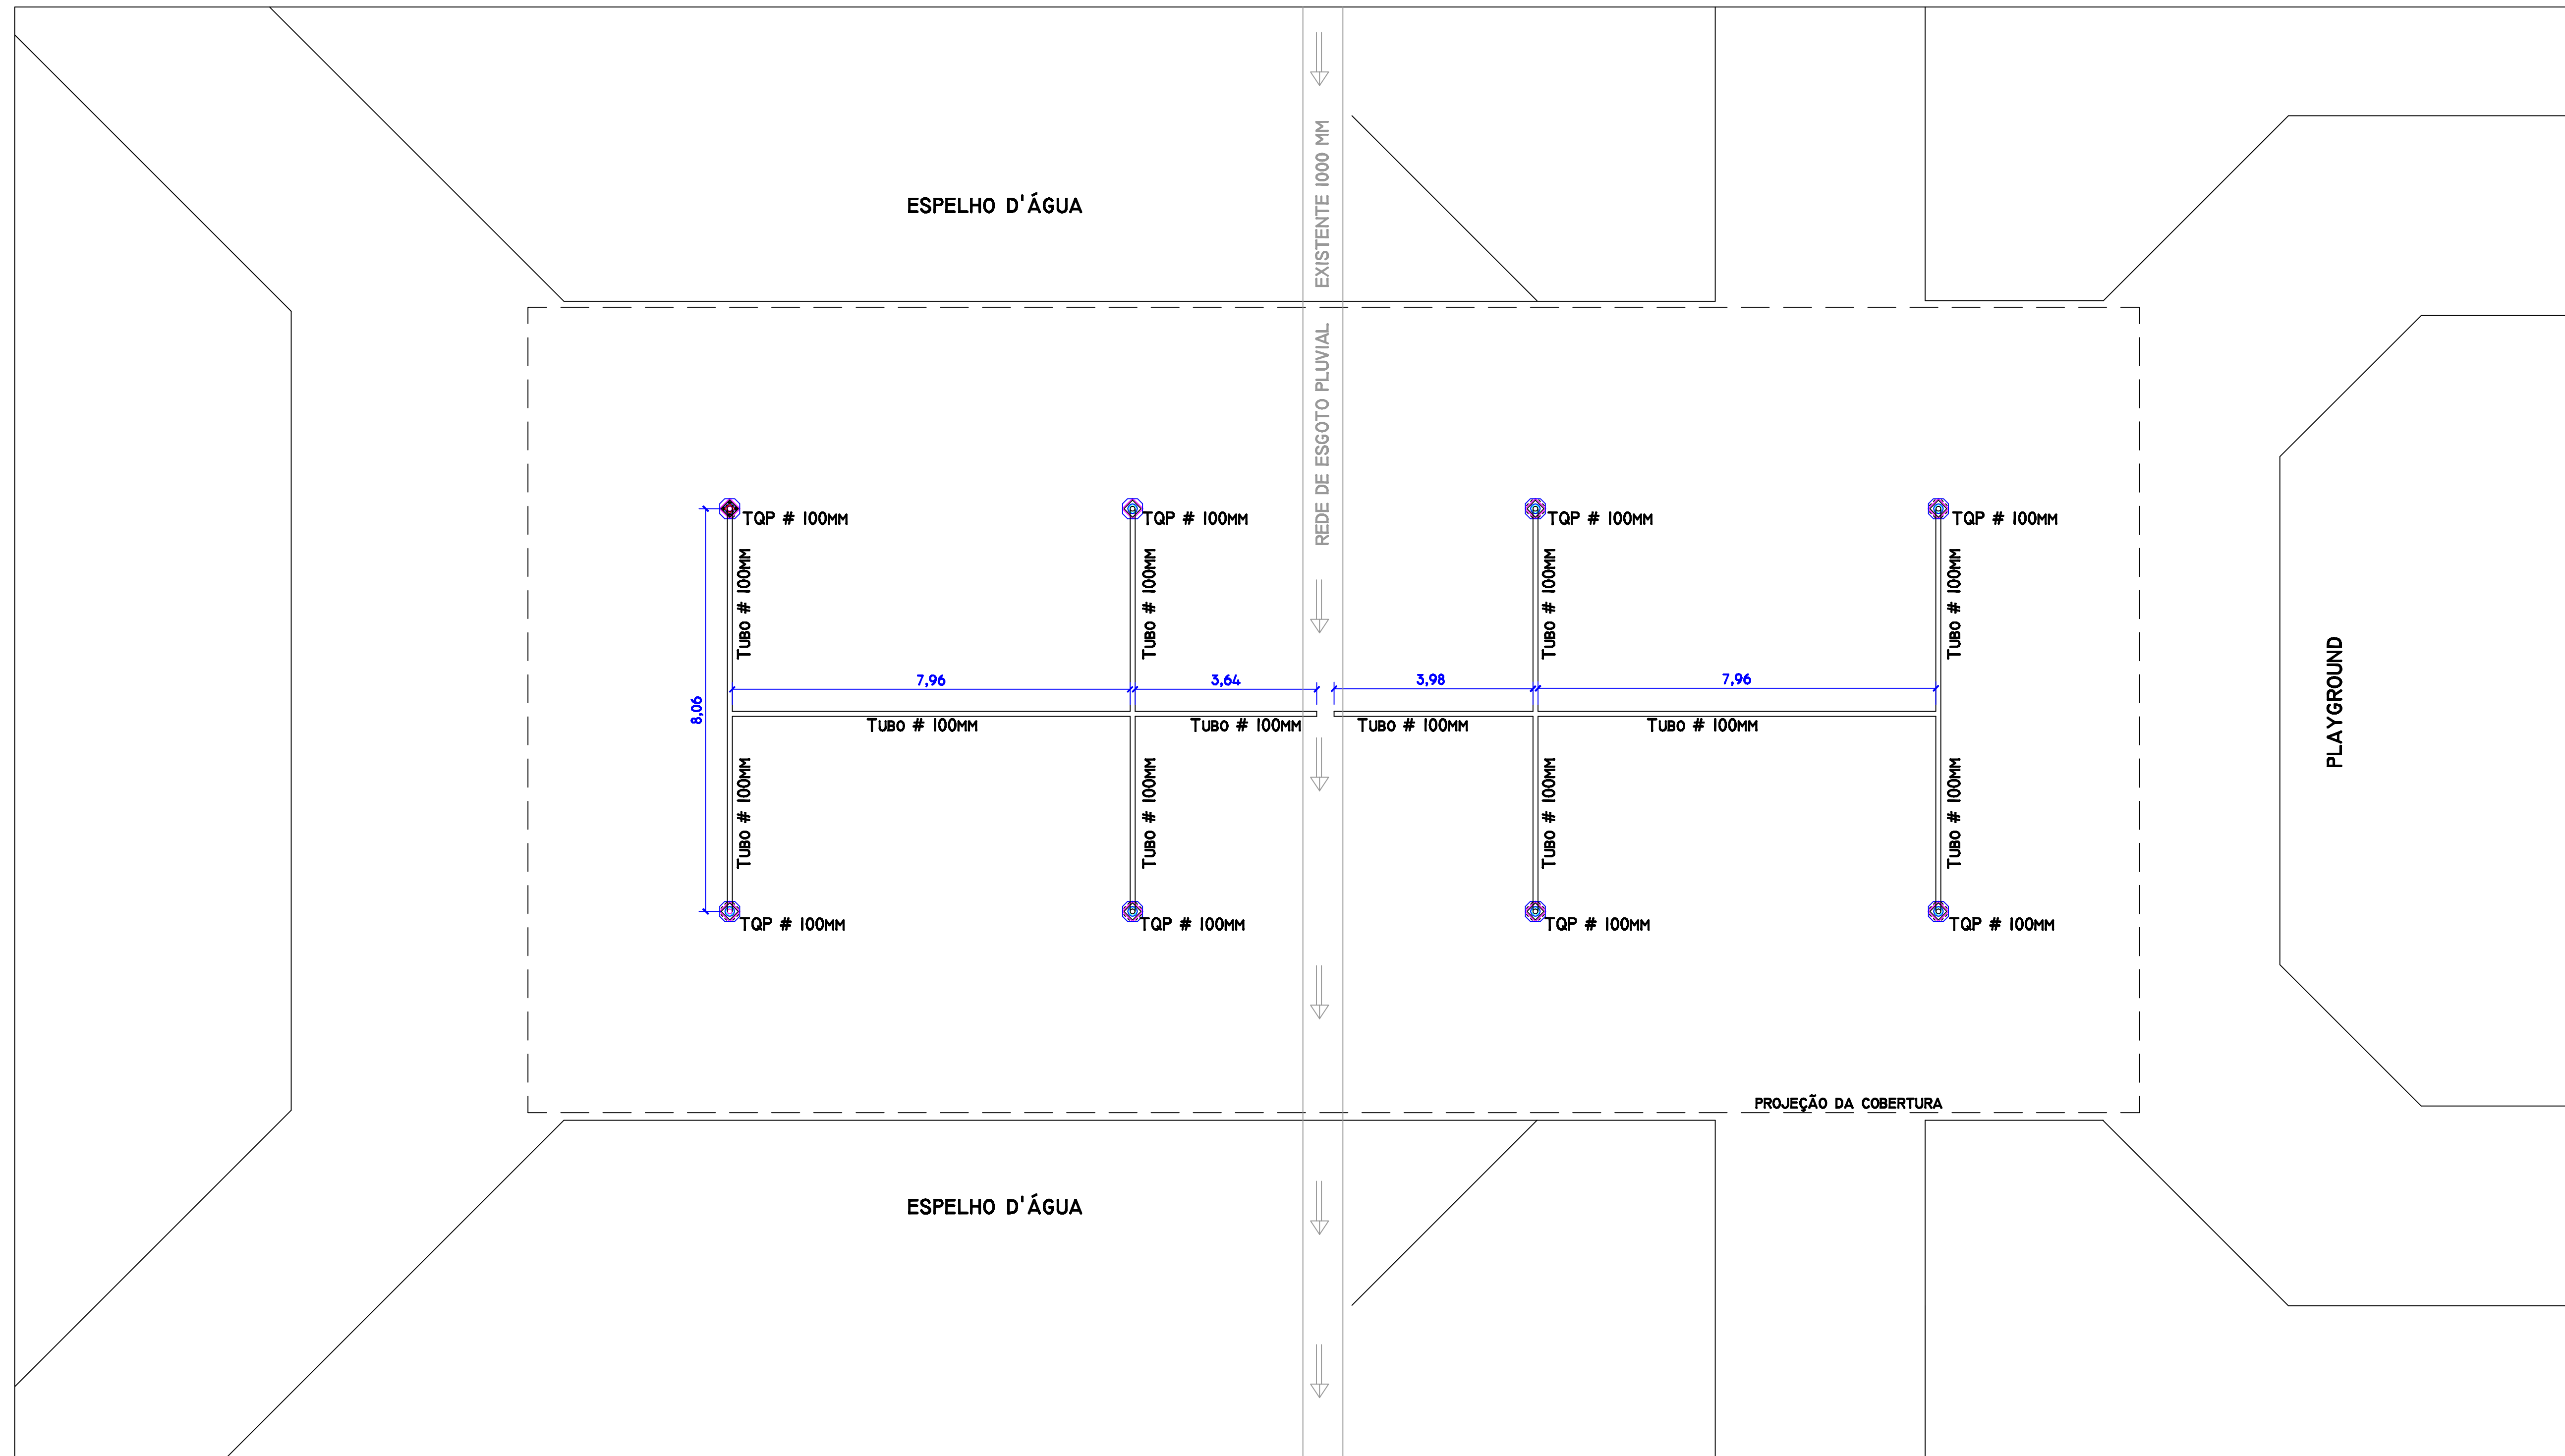 ESPELHO D'ÁGUA
REDE DE ESGOTO PLUVIAL EXISTENTE 1000 MM
TQP # 100MM
TQP # 100MM
TQP # 100MM
TQP # 100MM
TUBO # 100MM
TUBO # 100MM
TUBO # 100MM
TUBO # 100MM
8,06
7,96
3,64
3,98
7,96
TUBO # 100MM
TUBO # 100MM
TUBO # 100MM
TUBO # 100MM
PLAYGROUND
TUBO # 100MM
TUBO # 100MM
TUBO # 100MM
TUBO # 100MM
TQP # 100MM
TQP # 100MM
TQP # 100MM
TQP # 100MM
PROJEÇÃO DA COBERTURA
ESPELHO D'ÁGUA